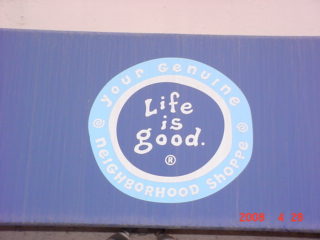 @ YOUR GENUINE @
Life
is
good.
®
NEIGHBORHOOD SHOPPE
2008 4 28